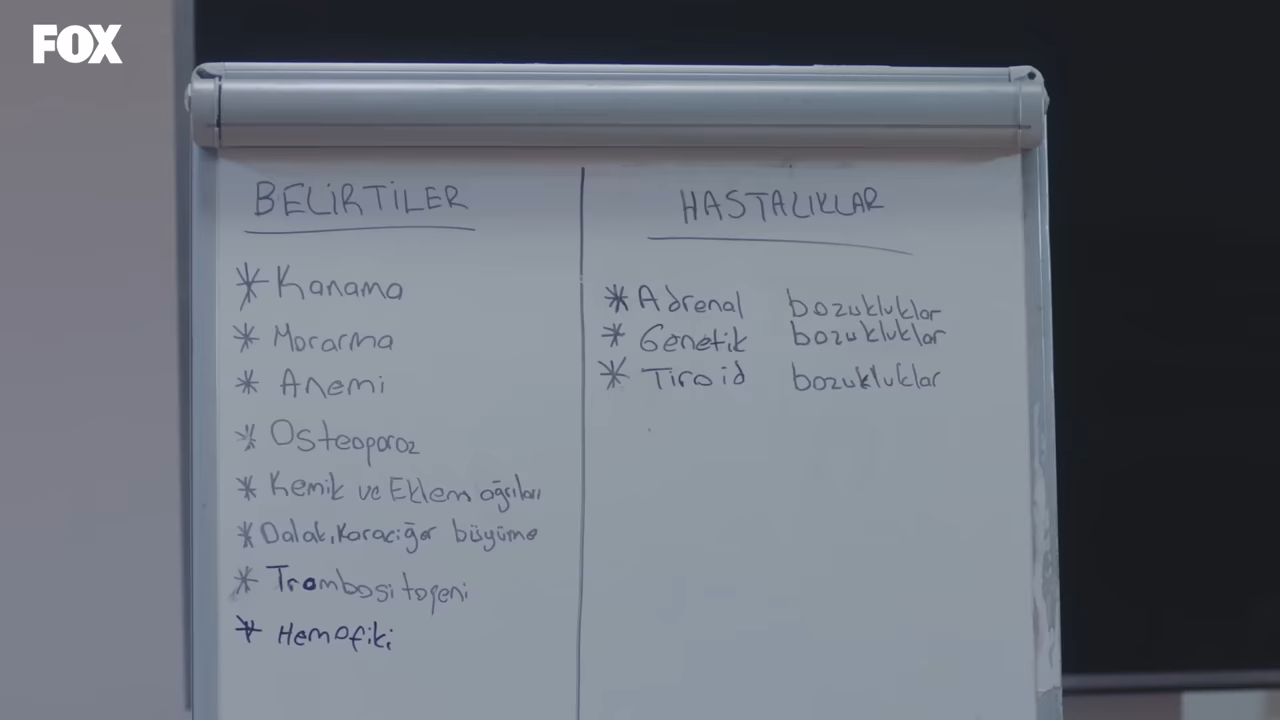 FOX
BELİRTİLER
* Kanama
* Morarma
* Anemi
* Osteoporoz
* Kemik ve Eklem ağrıları
* Dalak, Karaciğer büyüme
* Trombositopeni
* Hemofili
HASTALIKLAR
* Adrenal bozukluklar
* Genetik bozukluklar
* Tiroid bozukluklar